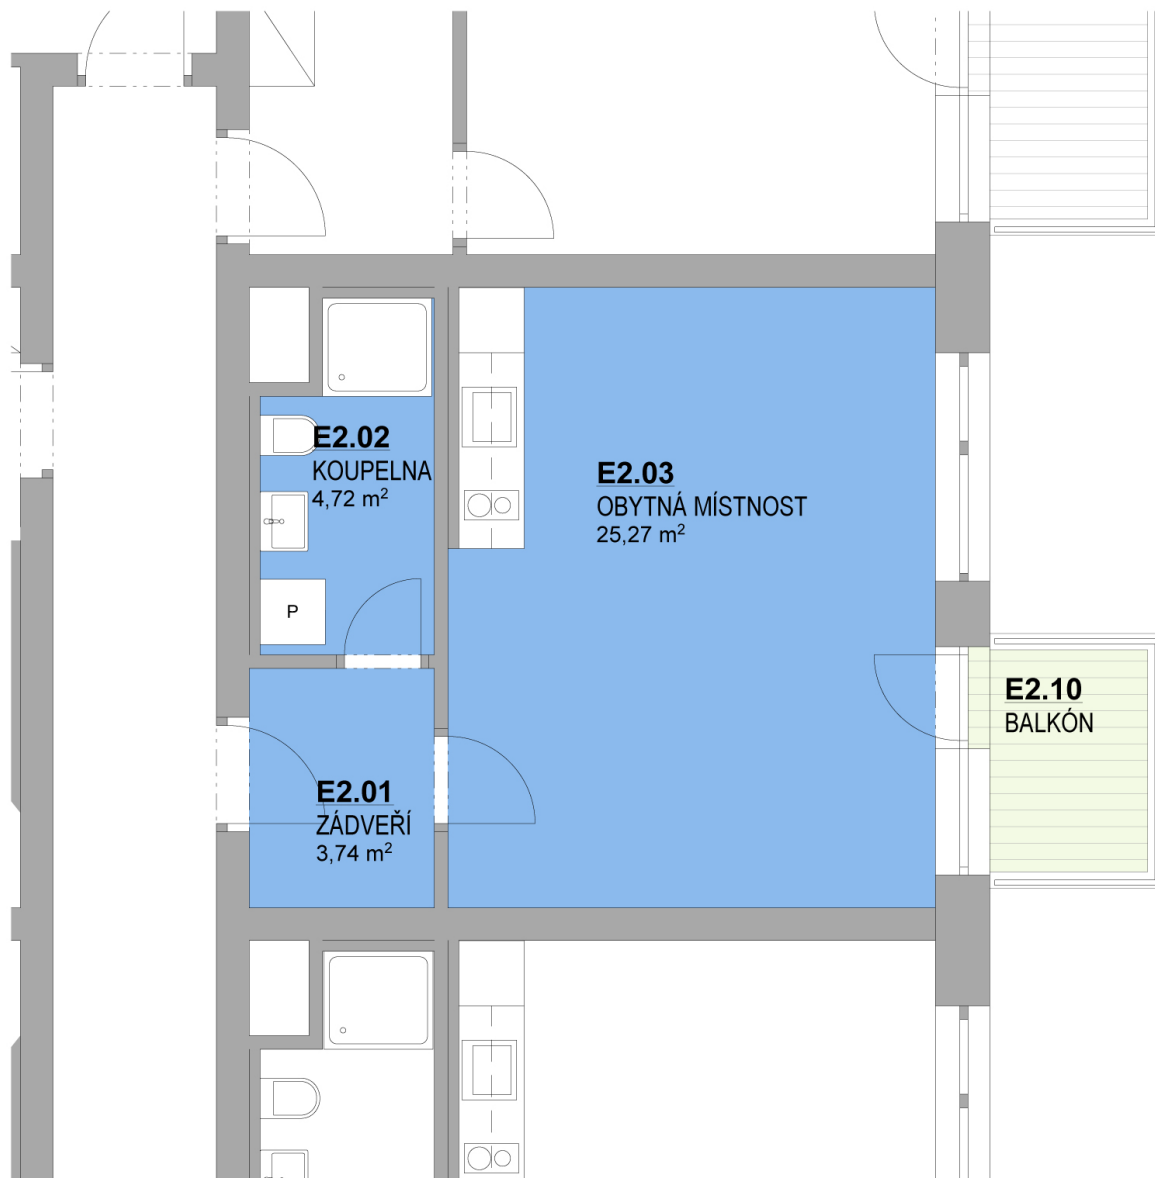 E2.02
KOUPELNA
4,72 m²
E2.03
OBYTNÁ MÍSTNOST
25,27 m²
P
E2.10
BALKÓN
E2.01
ZÁDVEŘÍ
3,74 m²